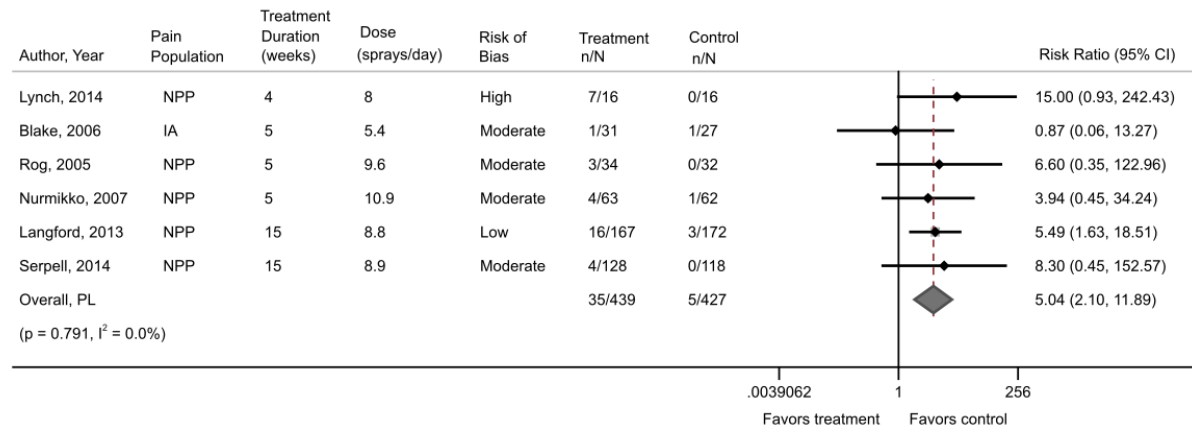 Author, Year Pain Population Treatment Duration (weeks) Dose (sprays/day) Risk of Bias Treatment n/N Control n/N Risk Ratio (95% CI)
Lynch, 2014 NPP 4 8 High 7/16 0/16 15.00 (0.93, 242.43)
Blake, 2006 IA 5 5.4 Moderate 1/31 1/27 0.87 (0.06, 13.27)
Rog, 2005 NPP 5 9.6 Moderate 3/34 0/32 6.60 (0.35, 122.96)
Nurmikko, 2007 NPP 5 10.9 Moderate 4/63 1/62 3.94 (0.45, 34.24)
Langford, 2013 NPP 15 8.8 Low 16/167 3/172 5.49 (1.63, 18.51)
Serpell, 2014 NPP 15 8.9 Moderate 4/128 0/118 8.30 (0.45, 152.57)
Overall, PL 35/439 5/427 5.04 (2.10, 11.89)
(p = 0.791, I² = 0.0%)
.0039062 1 256
Favors treatment Favors control